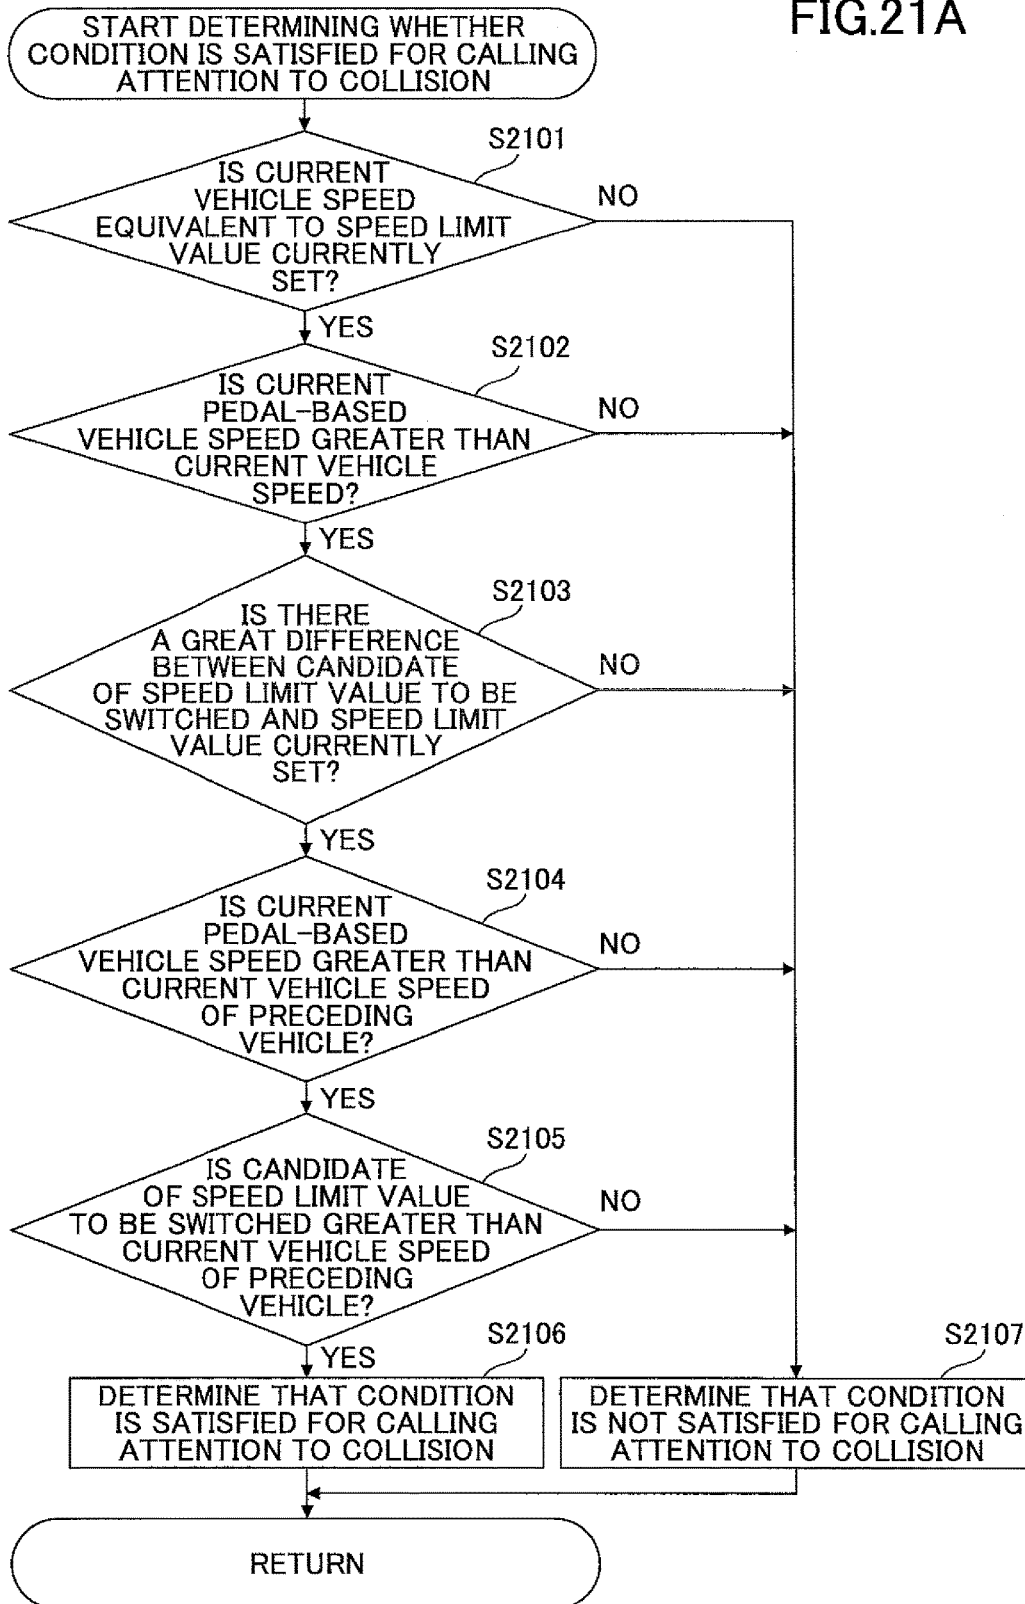 FIG.21A
START DETERMINING WHETHER
CONDITION IS SATISFIED FOR CALLING
ATTENTION TO COLLISION
S2101
IS CURRENT
VEHICLE SPEED
EQUIVALENT TO SPEED LIMIT
VALUE CURRENTLY
SET?
NO
YES
S2102
IS CURRENT
PEDAL-BASED
VEHICLE SPEED GREATER THAN
CURRENT VEHICLE
SPEED?
NO
YES
S2103
IS THERE
A GREAT DIFFERENCE
BETWEEN CANDIDATE
OF SPEED LIMIT VALUE TO BE
SWITCHED AND SPEED LIMIT
VALUE CURRENTLY
SET?
NO
YES
S2104
IS CURRENT
PEDAL-BASED
VEHICLE SPEED GREATER THAN
CURRENT VEHICLE SPEED
OF PRECEDING
VEHICLE?
NO
YES
S2105
IS CANDIDATE
OF SPEED LIMIT VALUE
TO BE SWITCHED GREATER THAN
CURRENT VEHICLE SPEED
OF PRECEDING
VEHICLE?
NO
YES
S2106
DETERMINE THAT CONDITION
IS SATISFIED FOR CALLING
ATTENTION TO COLLISION
S2107
DETERMINE THAT CONDITION
IS NOT SATISFIED FOR CALLING
ATTENTION TO COLLISION
RETURN